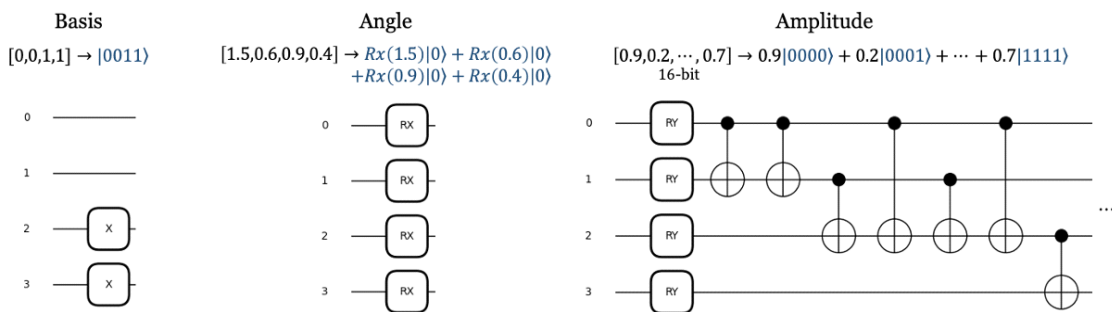 Basis
[0,0,1,1] → |0011⟩
0
1
2 X
3 X
Angle
[1.5,0.6,0.9,0.4] → Rx(1.5)|0⟩ + Rx(0.6)|0⟩
+Rx(0.9)|0⟩ + Rx(0.4)|0⟩
0 RX
1 RX
2 RX
3 RX
Amplitude
[0.9,0.2, ⋯, 0.7] → 0.9|0000⟩ + 0.2|0001⟩ + ⋯ + 0.7|1111⟩
16-bit
0 RY
1 RY
2 RY
3 RY
...